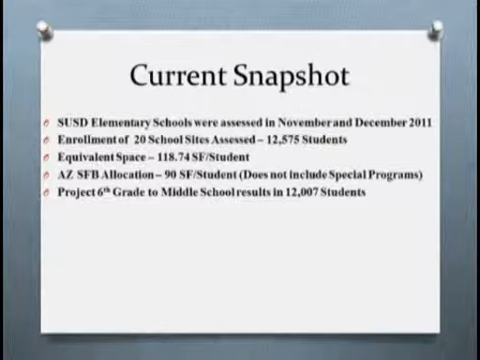 Current Snapshot
SUSD Elementary Schools were assessed in November and December 2011
Enrollment of 20 School Sites Assessed – 12,575 Students
Equivalent Space – 118.74 SF/Student
AZ SFB Allocation – 90 SF/Student (Does not include Special Programs)
Project 6th Grade to Middle School results in 12,007 Students